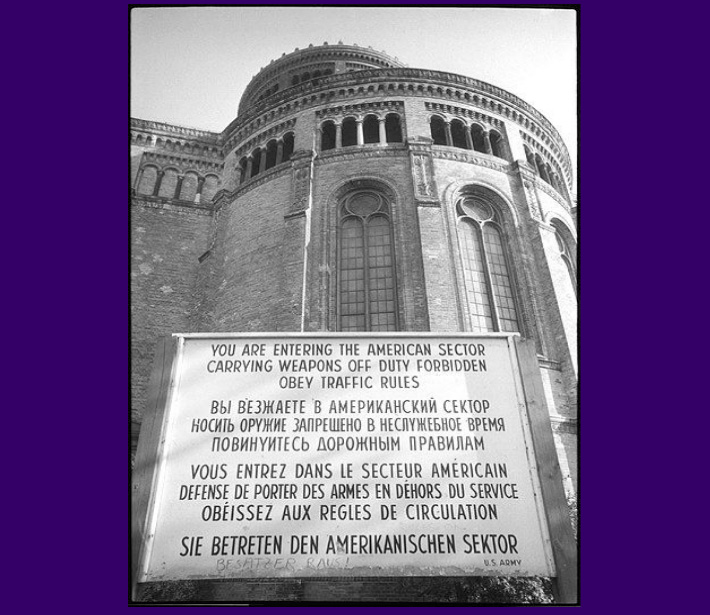 YOU ARE ENTERING THE AMERICAN SECTOR
CARRYING WEAPONS OFF DUTY FORBIDDEN
OBEY TRAFFIC RULES
ВЫ ВЪЕЗЖАЕТЕ В АМЕРИКАНСКИЙ СЕКТОР
НОСИТЬ ОРУЖИЕ ЗАПРЕЩЕНО В НЕСЛУЖЕБНОЕ ВРЕМЯ
ПОВИНУЙТЕСЬ ДОРОЖНЫМ ПРАВИЛАМ
VOUS ENTREZ DANS LE SECTEUR AMÉRICAIN
DEFENSE DE PORTER DES ARMES EN DÉHORS DU SERVICE
OBÉISSEZ AUX REGLES DE CIRCULATION
SIE BETRETEN DEN AMERIKANISCHEN SEKTOR
BESATZER RAUS!
U.S. ARMY